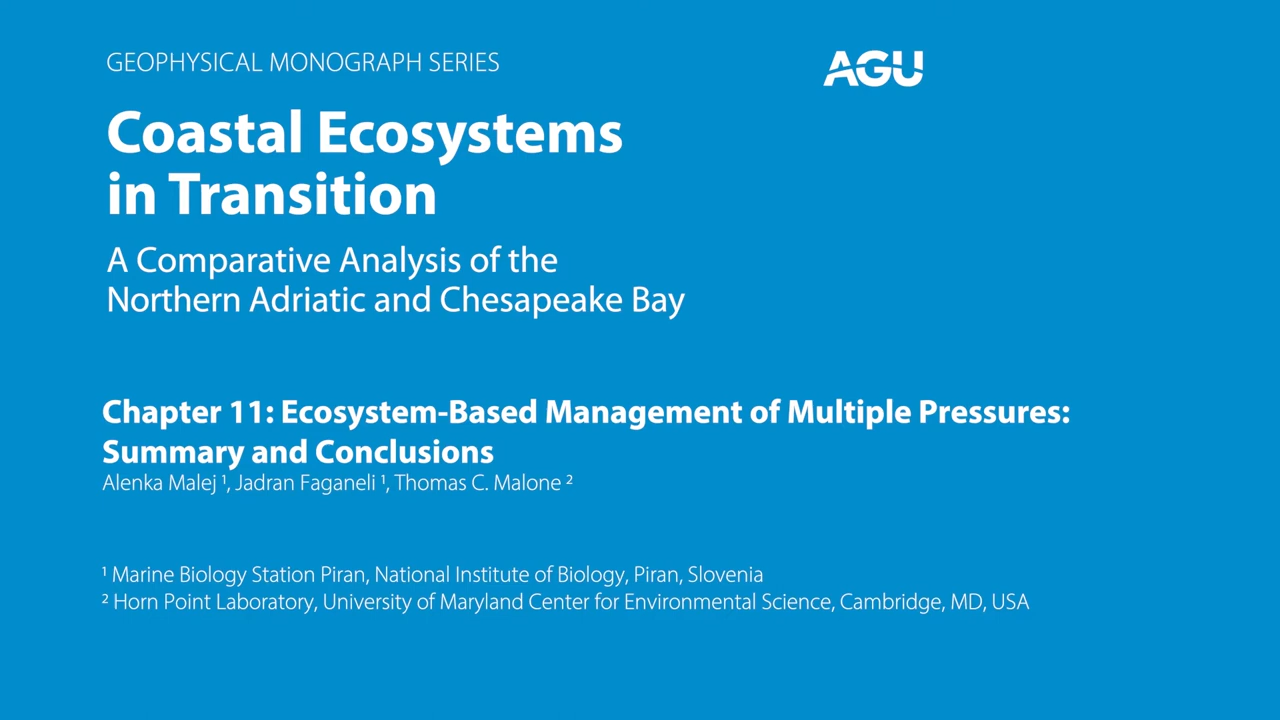 GEOPHYSICAL MONOGRAPH SERIES
AGU
Coastal Ecosystems
in Transition
A Comparative Analysis of the
Northern Adriatic and Chesapeake Bay
Chapter 11: Ecosystem-Based Management of Multiple Pressures:
Summary and Conclusions
Alenka Malej ¹, Jadran Faganeli ¹, Thomas C. Malone ²
¹ Marine Biology Station Piran, National Institute of Biology, Piran, Slovenia
² Horn Point Laboratory, University of Maryland Center for Environmental Science, Cambridge, MD, USA